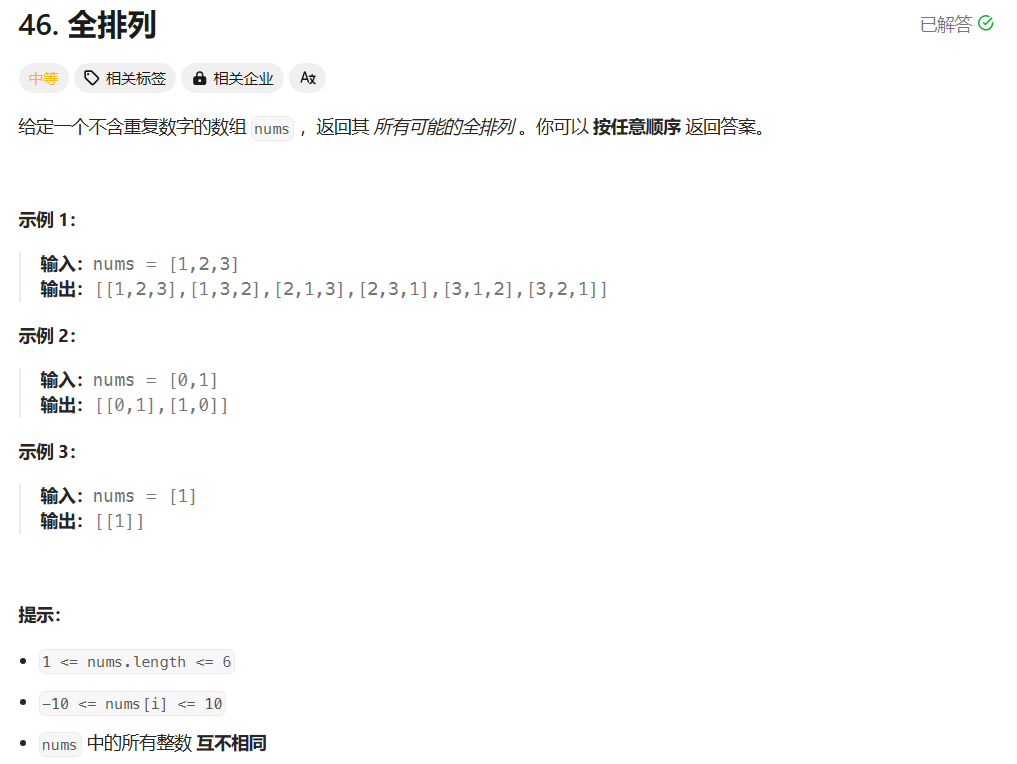 46. 全排列
已解答
中等 相关标签 相关企业 Aあ
给定一个不含重复数字的数组 nums ，返回其 所有可能的全排列 。你可以 按任意顺序 返回答案。
示例 1：
输入：nums = [1,2,3]
输出：[[1,2,3],[1,3,2],[2,1,3],[2,3,1],[3,1,2],[3,2,1]]
示例 2：
输入：nums = [0,1]
输出：[[0,1],[1,0]]
示例 3：
输入：nums = [1]
输出：[[1]]
提示：
1 <= nums.length <= 6
-10 <= nums[i] <= 10
nums 中的所有整数 互不相同